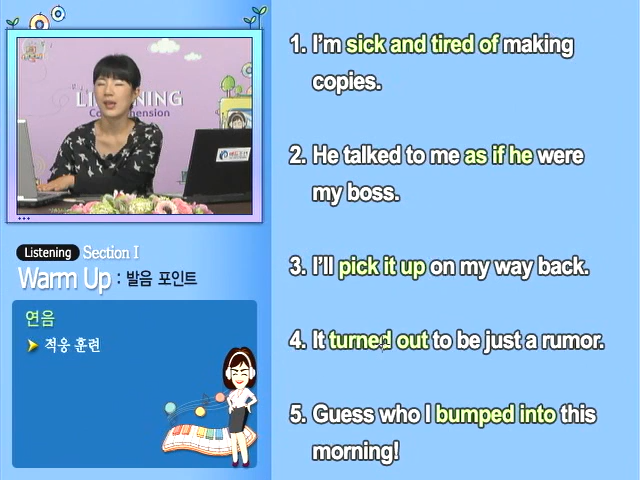 LISTENING
Comprehension
Listening Section I
Warm Up : 발음 포인트
연음
적응 훈련
1. I'm sick and tired of making
copies.
2. He talked to me as if he were
my boss.
3. I'll pick it up on my way back.
4. It turned out to be just a rumor.
5. Guess who I bumped into this
morning!